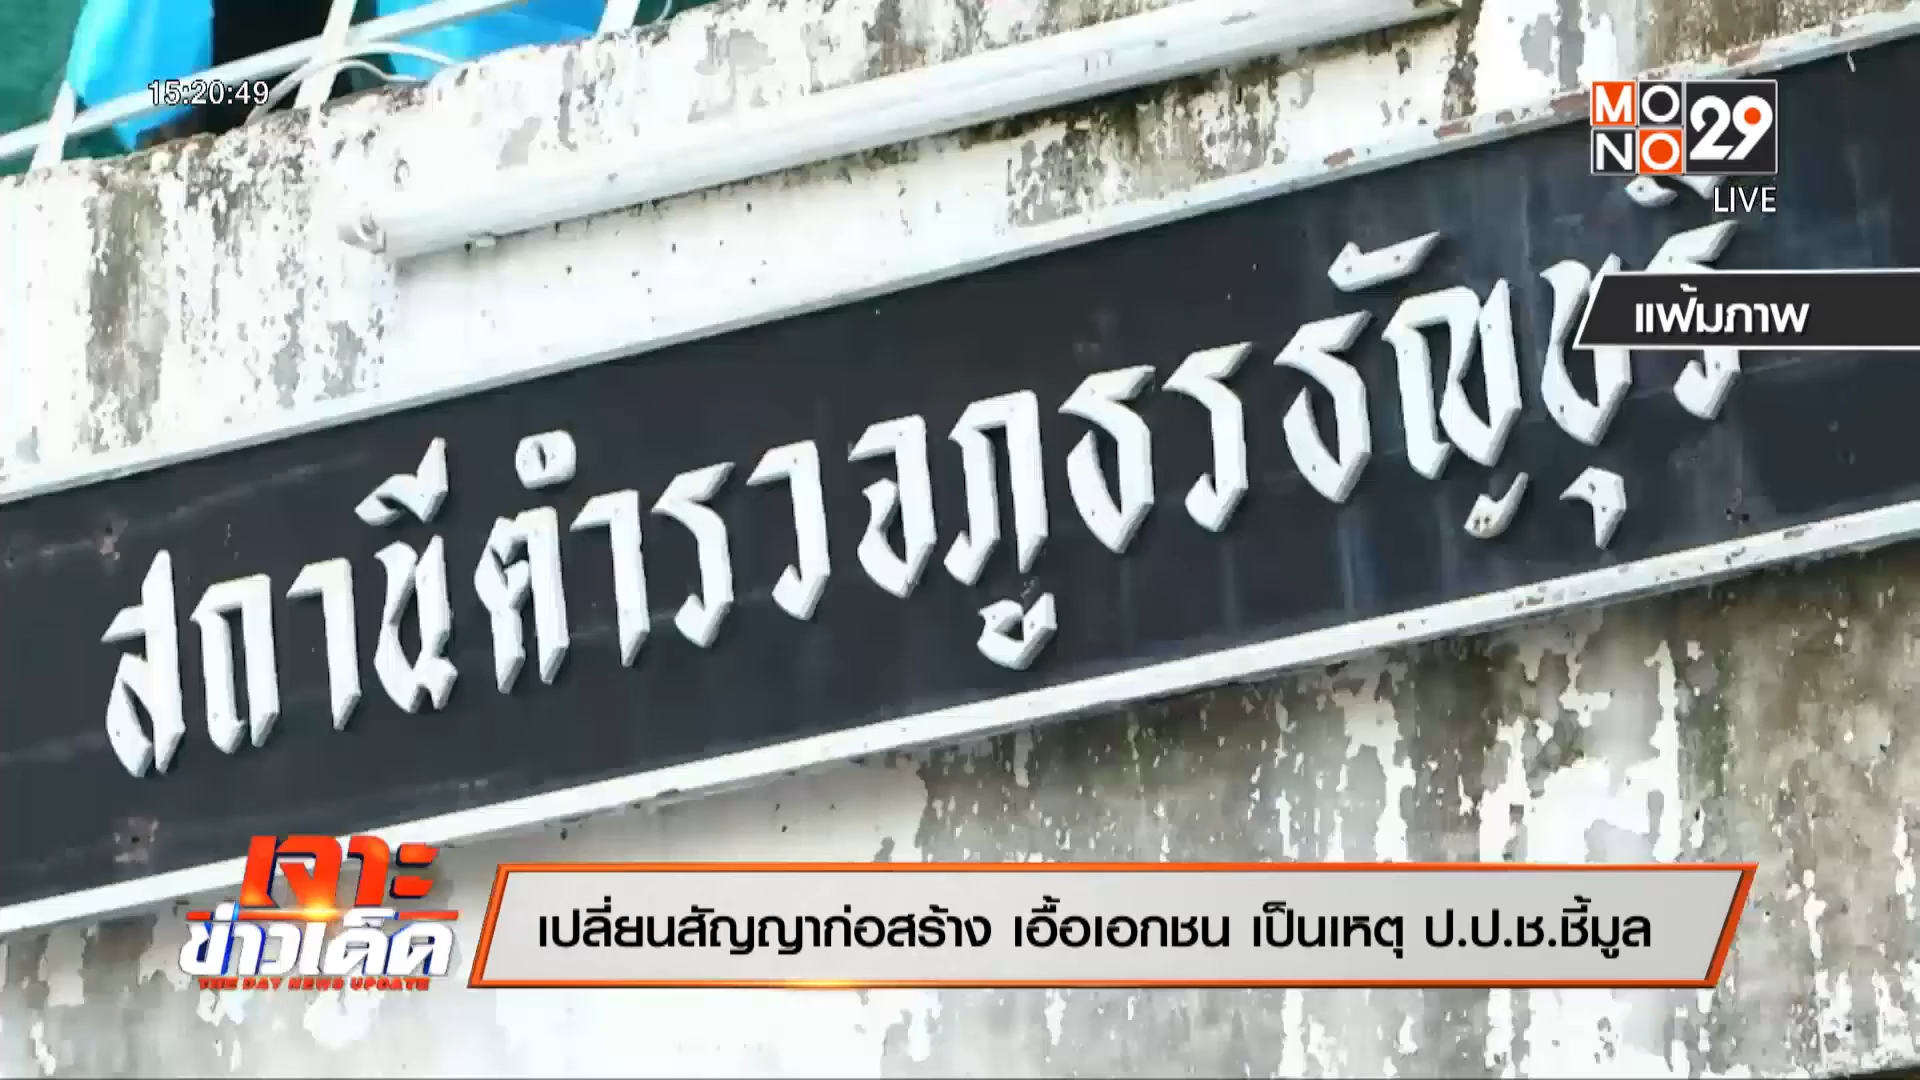 15:20:49
MONO 29
LIVE
แฟ้มภาพ
สถานีตำรวจภูธรธัญบุรี
เจาะ
ข่าวเด็ด
THE DAY NEWS UPDATE
เปลี่ยนสัญญาก่อสร้าง เอื้อเอกชน เป็นเหตุ ป.ป.ช.ชี้มูล